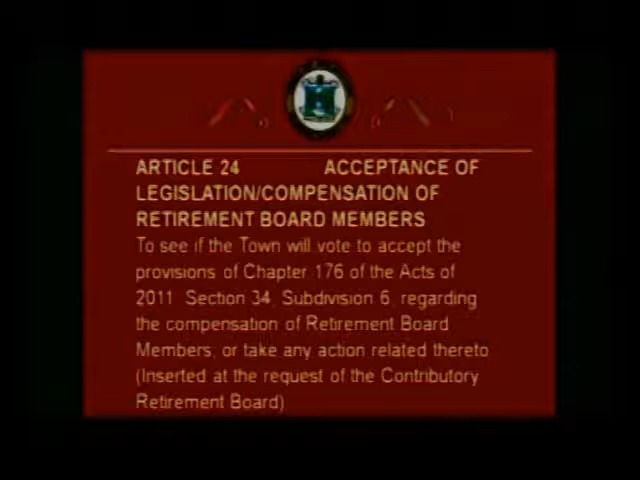 ARTICLE 24 ACCEPTANCE OF
LEGISLATION/COMPENSATION OF
RETIREMENT BOARD MEMBERS
To see if the Town will vote to accept the
provisions of Chapter 176 of the Acts of
2011 Section 34, Subdivision 6, regarding
the compensation of Retirement Board
Members, or take any action related thereto
(Inserted at the request of the Contributory
Retirement Board)